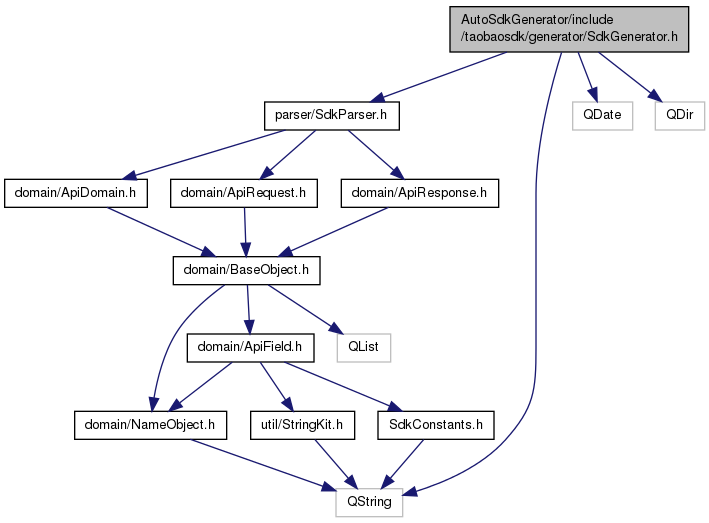 AutoSdkGenerator/include
/taobaosdk/generator/SdkGenerator.h
parser/SdkParser.h
QDate
QDir
domain/ApiDomain.h
domain/ApiRequest.h
domain/ApiResponse.h
domain/BaseObject.h
domain/ApiField.h
QList
domain/NameObject.h
util/StringKit.h
SdkConstants.h
QString